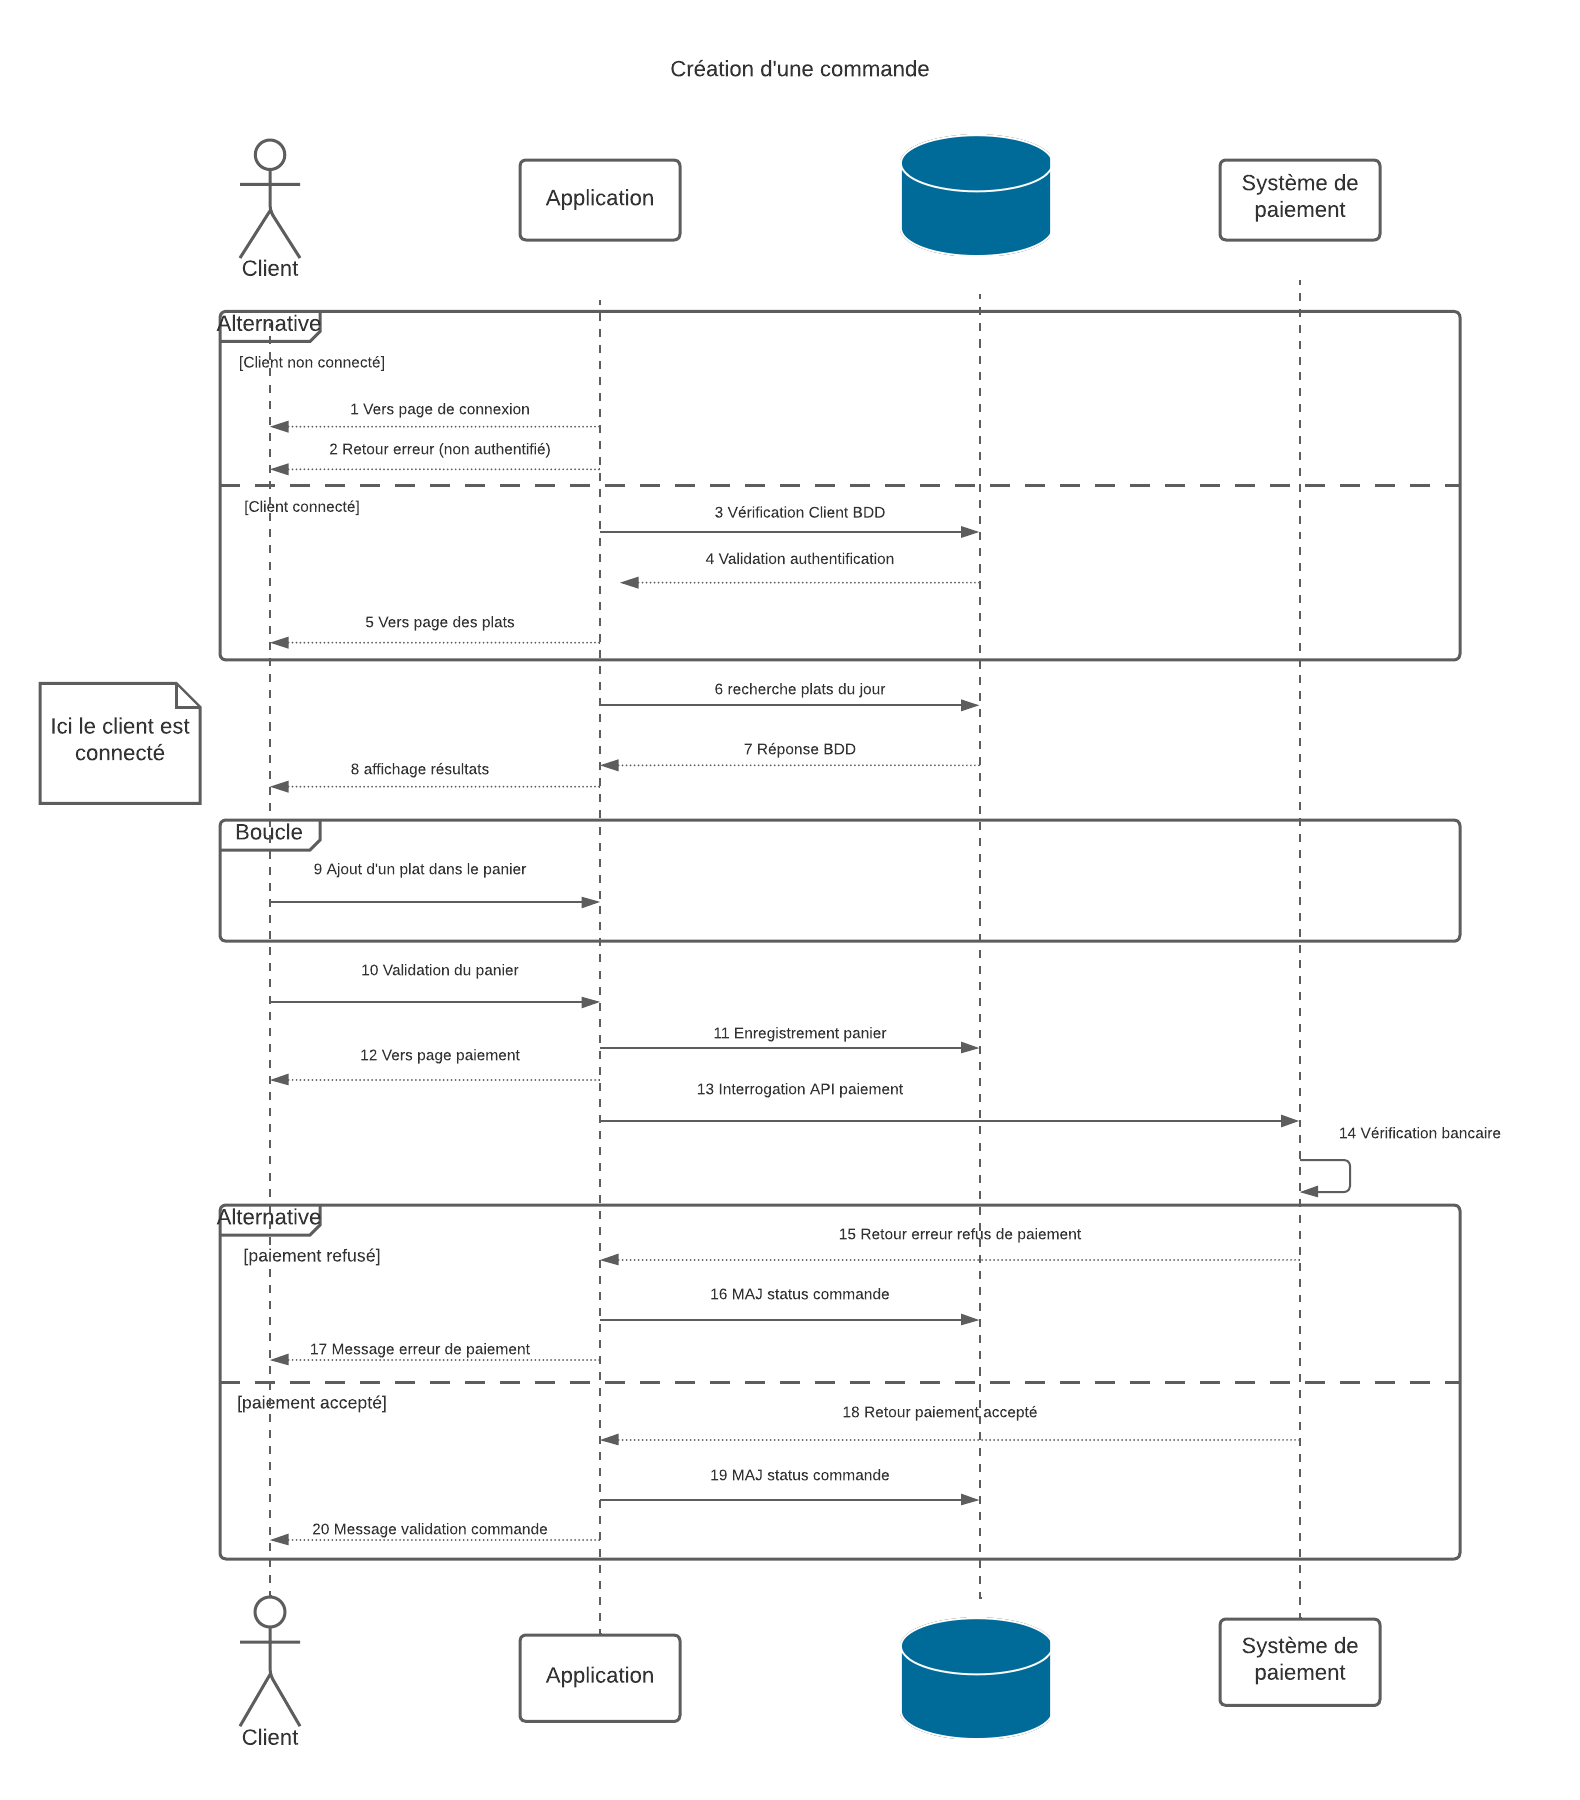 Création d'une commande
Client
Application
Système de
paiement
Alternative
[Client non connecté]
1 Vers page de connexion
2 Retour erreur (non authentifié)
[Client connecté]
3 Vérification Client BDD
4 Validation authentification
5 Vers page des plats
Ici le client est
connecté
6 recherche plats du jour
7 Réponse BDD
8 affichage résultats
Boucle
9 Ajout d'un plat dans le panier
10 Validation du panier
11 Enregistrement panier
12 Vers page paiement
13 Interrogation API paiement
14 Vérification bancaire
Alternative
[paiement refusé]
15 Retour erreur refus de paiement
16 MAJ status commande
17 Message erreur de paiement
[paiement accepté]
18 Retour paiement accepté
19 MAJ status commande
20 Message validation commande
Client
Application
Système de
paiement